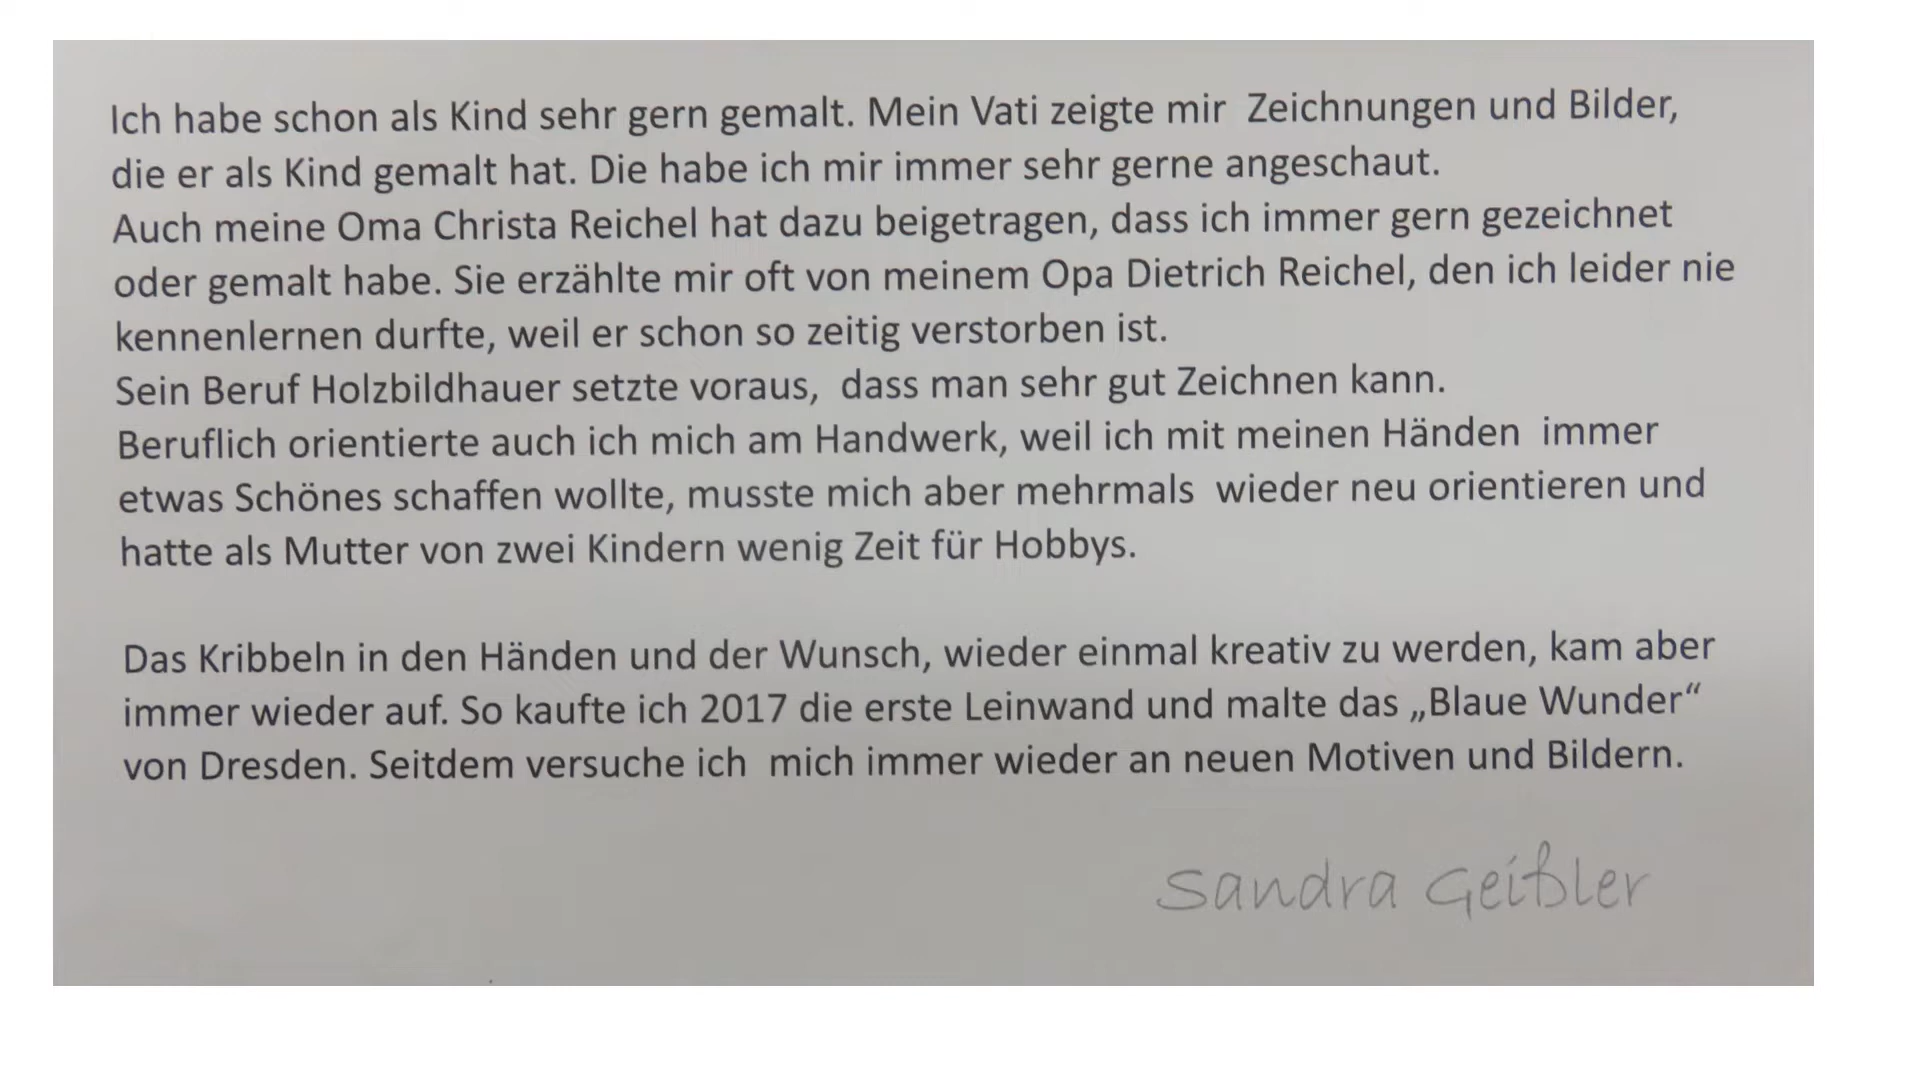 Ich habe schon als Kind sehr gern gemalt. Mein Vati zeigte mir  Zeichnungen und Bilder,
die er als Kind gemalt hat. Die habe ich mir immer sehr gerne angeschaut.
Auch meine Oma Christa Reichel hat dazu beigetragen, dass ich immer gern gezeichnet
oder gemalt habe. Sie erzählte mir oft von meinem Opa Dietrich Reichel, den ich leider nie
kennenlernen durfte, weil er schon so zeitig verstorben ist.
Sein Beruf Holzbildhauer setzte voraus,  dass man sehr gut Zeichnen kann.
Beruflich orientierte auch ich mich am Handwerk, weil ich mit meinen Händen  immer
etwas Schönes schaffen wollte, musste mich aber mehrmals  wieder neu orientieren und
hatte als Mutter von zwei Kindern wenig Zeit für Hobbys.
Das Kribbeln in den Händen und der Wunsch, wieder einmal kreativ zu werden, kam aber
immer wieder auf. So kaufte ich 2017 die erste Leinwand und malte das „Blaue Wunder“
von Dresden. Seitdem versuche ich  mich immer wieder an neuen Motiven und Bildern.
Sandra Geißler